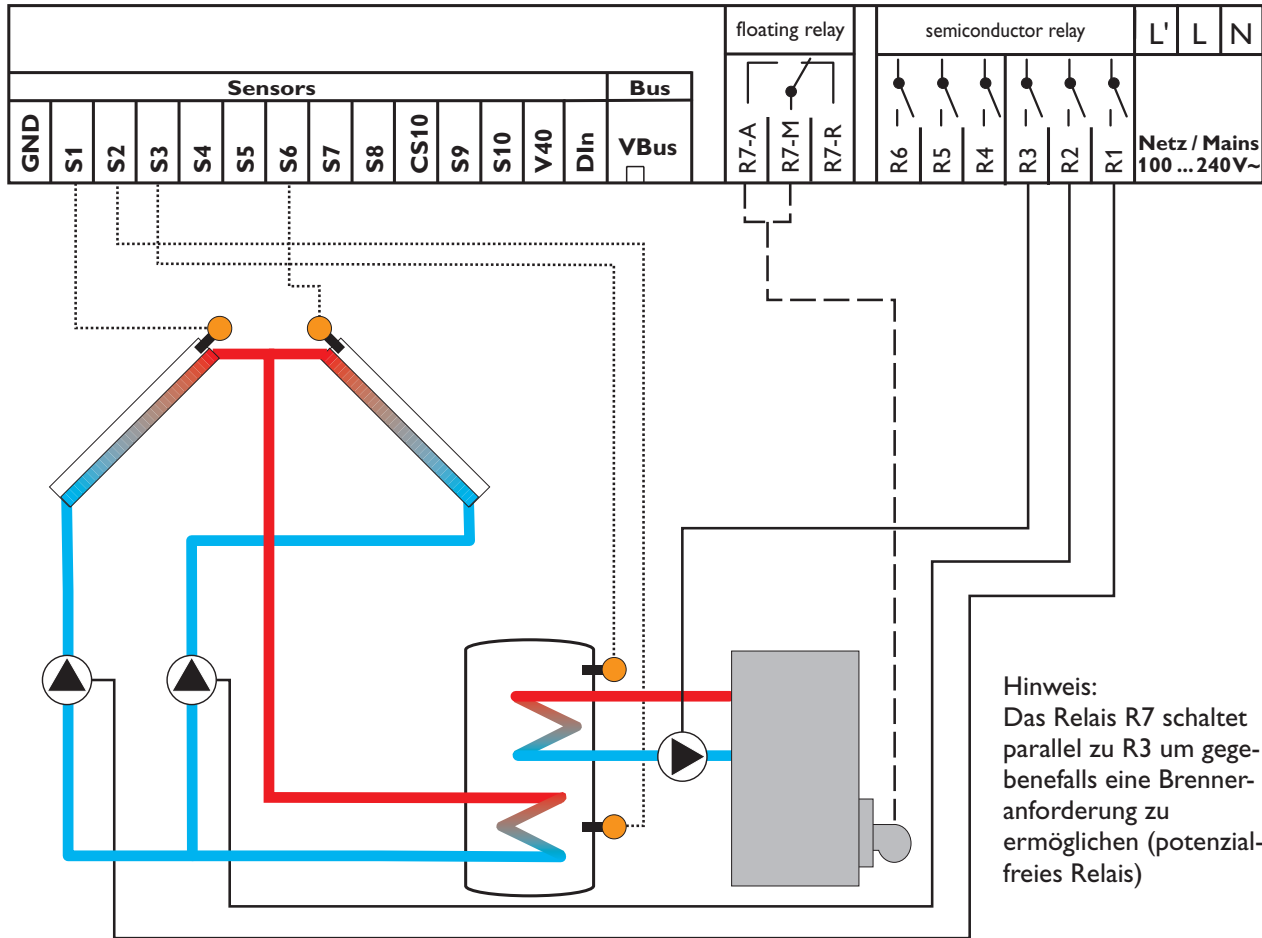 floating relay
semiconductor relay
L' L N
Sensors
Bus
GND
S1
S2
S3
S4
S5
S6
S7
S8
CS10
S9
S10
V40
DIn
VBus
R7-A
R7-M
R7-R
R6
R5
R4
R3
R2
R1
Netz / Mains
100 ... 240V~
Hinweis:
Das Relais R7 schaltet
parallel zu R3 um gege-
benefalls eine Brenner-
anforderung zu
ermöglichen (potenzial-
freies Relais)